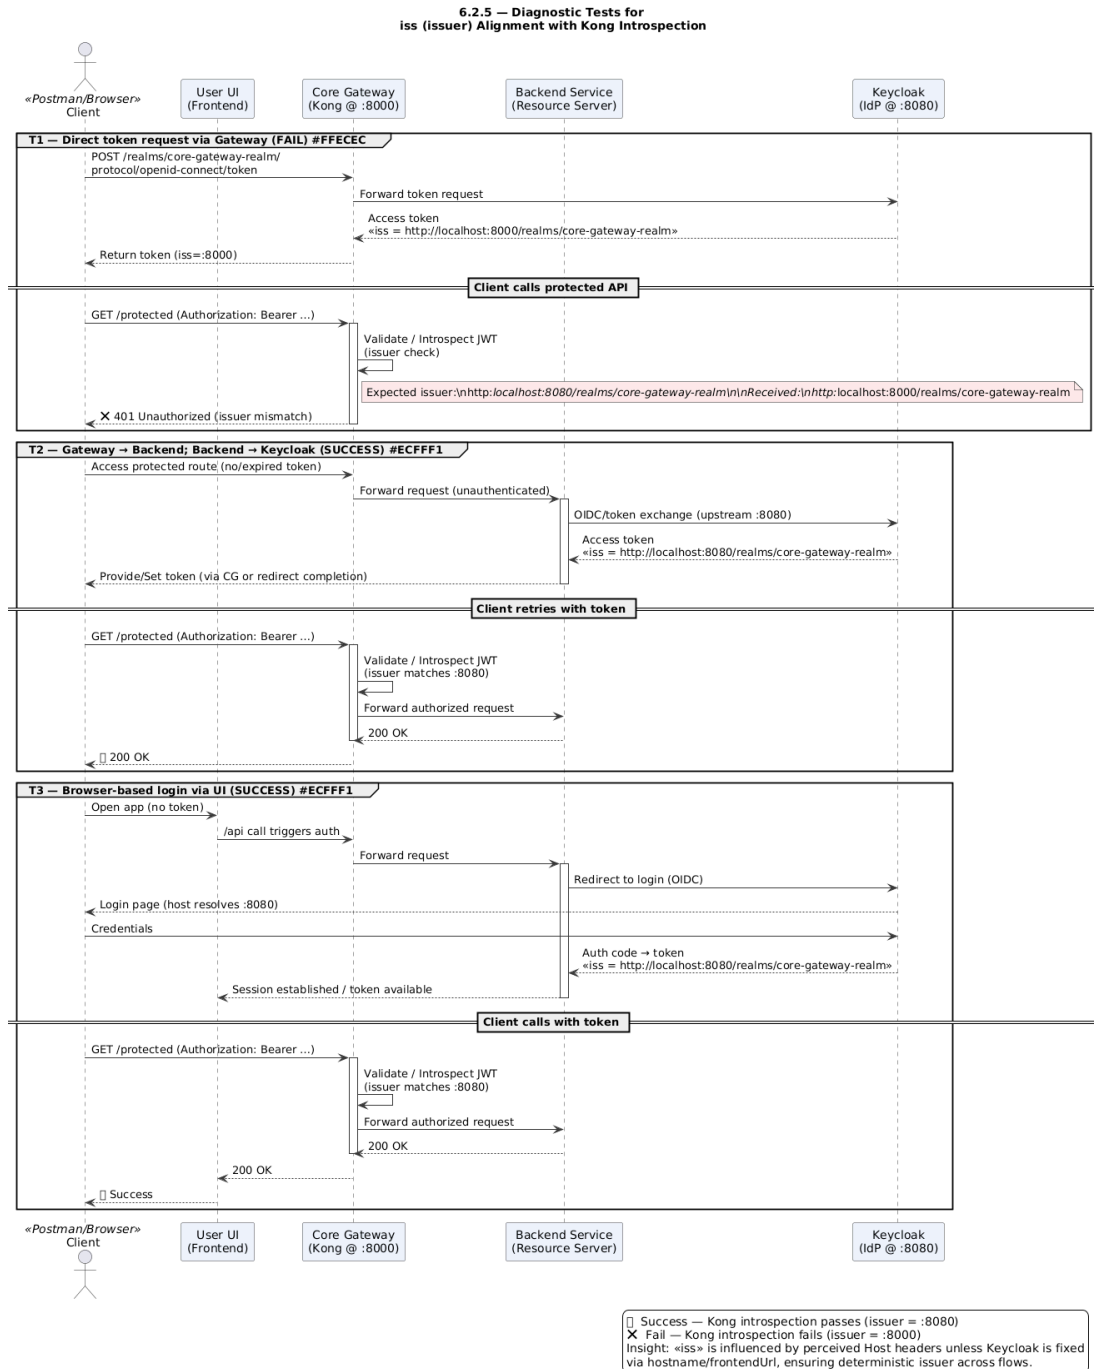 6.2.5 — Diagnostic Tests for
iss (issuer) Alignment with Kong Introspection
«Postman/Browser»
Client
User UI
(Frontend)
Core Gateway
(Kong @ :8000)
Backend Service
(Resource Server)
Keycloak
(IdP @ :8080)
T1 — Direct token request via Gateway (FAIL) #FFECEC
POST /realms/core-gateway-realm/
protocol/openid-connect/token
Forward token request
Access token
«iss = http://localhost:8000/realms/core-gateway-realm»
Return token (iss=:8000)
Client calls protected API
GET /protected (Authorization: Bearer ...)
Validate / Introspect JWT
(issuer check)
Expected issuer:\nhttp:localhost:8080/realms/core-gateway-realm\n\nReceived:\nhttp:localhost:8000/realms/core-gateway-realm
❌ 401 Unauthorized (issuer mismatch)
T2 — Gateway → Backend; Backend → Keycloak (SUCCESS) #ECFFF1
Access protected route (no/expired token)
Forward request (unauthenticated)
OIDC/token exchange (upstream :8080)
Access token
«iss = http://localhost:8080/realms/core-gateway-realm»
Provide/Set token (via CG or redirect completion)
Client retries with token
GET /protected (Authorization: Bearer ...)
Validate / Introspect JWT
(issuer matches :8080)
Forward authorized request
200 OK
200 OK
T3 — Browser-based login via UI (SUCCESS) #ECFFF1
Open app (no token)
/api call triggers auth
Forward request
Redirect to login (OIDC)
Login page (host resolves :8080)
Credentials
Auth code → token
«iss = http://localhost:8080/realms/core-gateway-realm»
Session established / token available
Client calls with token
GET /protected (Authorization: Bearer ...)
Validate / Introspect JWT
(issuer matches :8080)
Forward authorized request
200 OK
200 OK
Success
«Postman/Browser»
Client
User UI
(Frontend)
Core Gateway
(Kong @ :8000)
Backend Service
(Resource Server)
Keycloak
(IdP @ :8080)
Success — Kong introspection passes (issuer = :8080)
❌ Fail — Kong introspection fails (issuer = :8000)
Insight: «iss» is influenced by perceived Host headers unless Keycloak is fixed
via hostname/frontendUrl, ensuring deterministic issuer across flows.